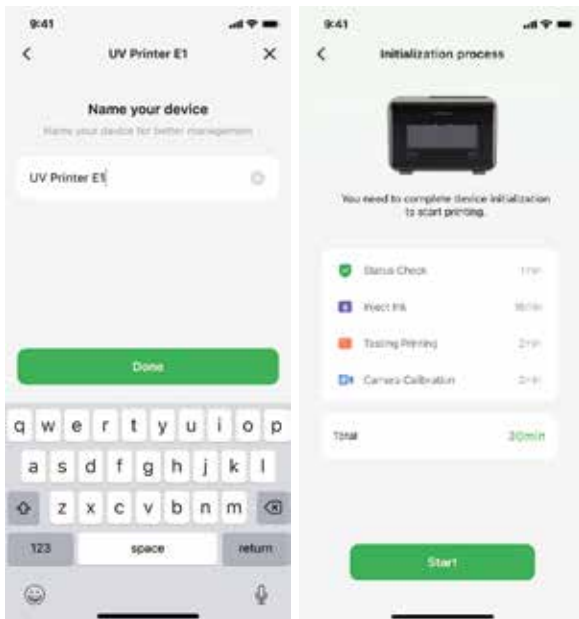 9:41
UV Printer E1
Name your device
Name your device for better management
UV Printer E1
Done
q w e r t y u i o p
a s d f g h j k l
z x c v b n m
123 space return
9:41
Initialization process
You need to complete device initialization
to start printing.
Status Check
Inject Ink
Testing Printing 2min
Camera Calibration 2min
Total 30min
Start